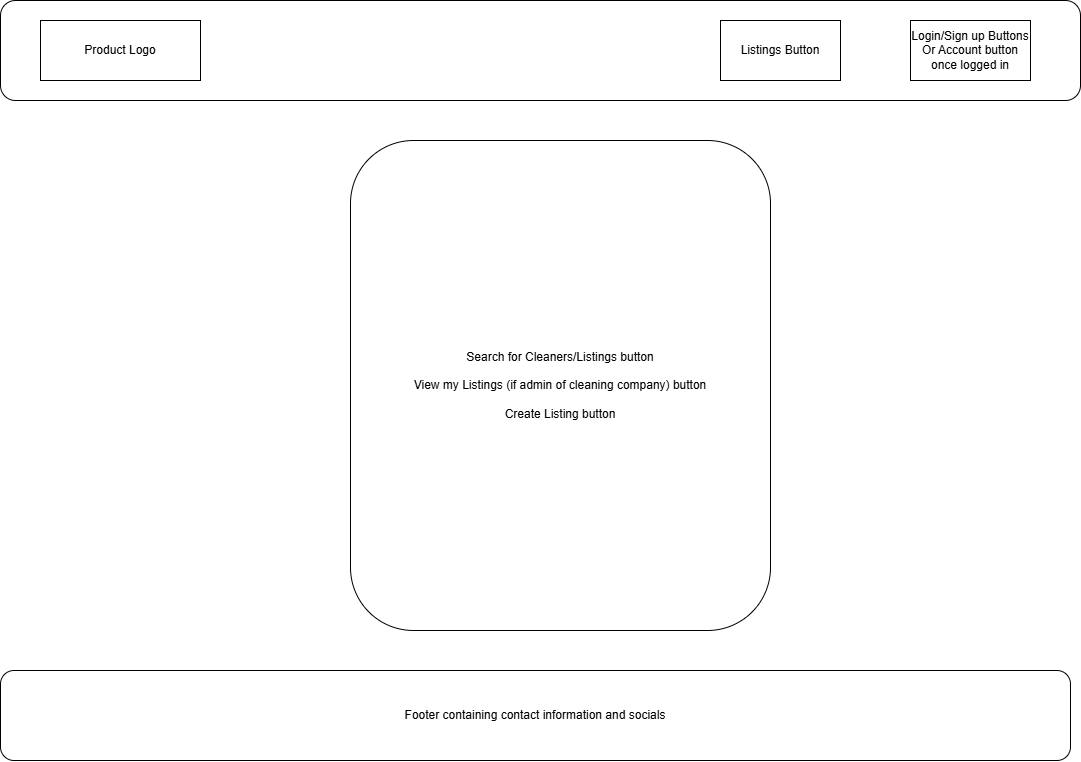 Product Logo
Listings Button
Login/Sign up Buttons
Or Account button
once logged in
Search for Cleaners/Listings button
View my Listings (if admin of cleaning company) button
Create Listing button
Footer containing contact information and socials